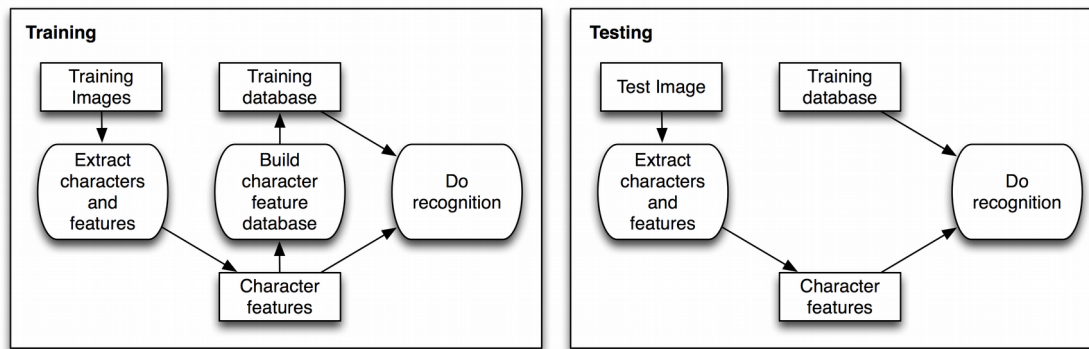 Training
Training
Images
Training
database
Extract
characters
and
features
Build
character
feature
database
Do
recognition
Character
features
Testing
Test Image
Training
database
Extract
characters
and
features
Do
recognition
Character
features